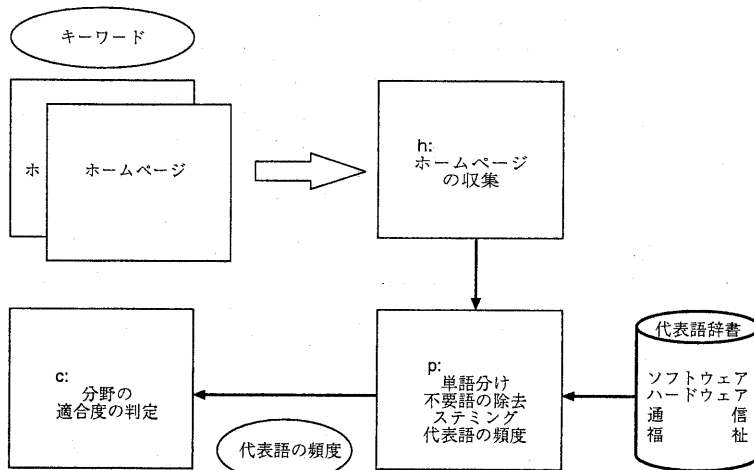 キーワード
ホ
ホームページ
h:
ホームページ
の収集
c:
分野の
適合度の判定
p:
単語分け
不要語の除去
ステミング
代表語の頻度
代表語辞書
ソフトウェア
ハードウェア
通 信
福 祉
代表語の頻度